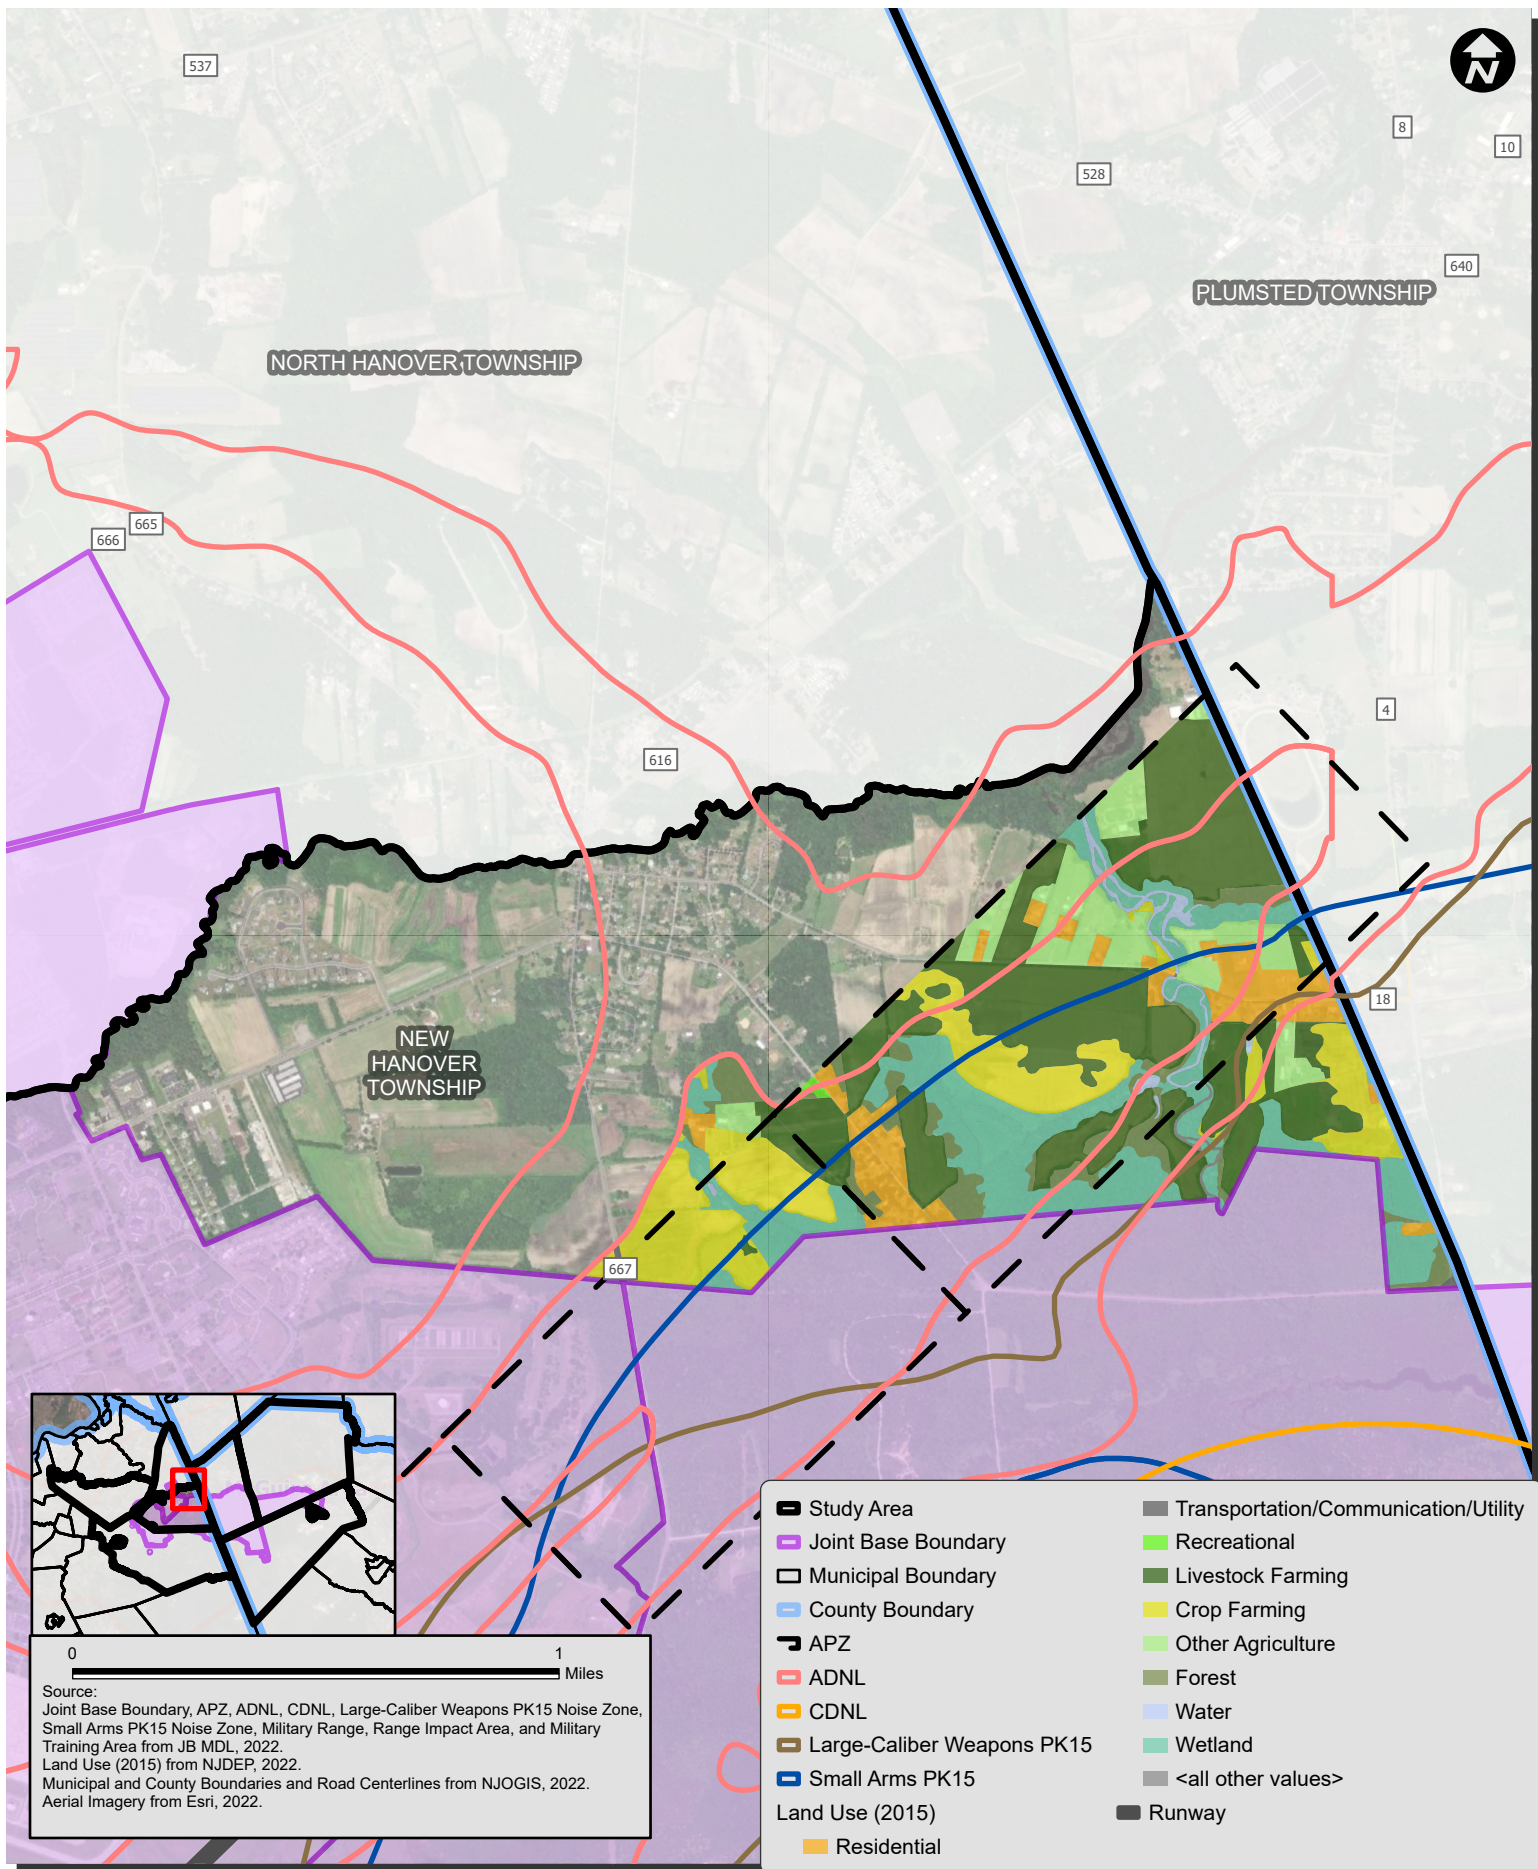 537
N
8
10
528
640
PLUMSTED TOWNSHIP
NORTH HANOVER TOWNSHIP
665
666
4
616
18
NEW
HANOVER
TOWNSHIP
667
0 1
Miles
Source:
Joint Base Boundary, APZ, ADNL, CDNL, Large-Caliber Weapons PK15 Noise Zone,
Small Arms PK15 Noise Zone, Military Range, Range Impact Area, and Military
Training Area from JB MDL, 2022.
Land Use (2015) from NJDEP, 2022.
Municipal and County Boundaries and Road Centerlines from NJOGIS, 2022.
Aerial Imagery from Esri, 2022.
Study Area
Joint Base Boundary
Municipal Boundary
County Boundary
APZ
ADNL
CDNL
Large-Caliber Weapons PK15
Small Arms PK15
Land Use (2015)
Residential
Transportation/Communication/Utility
Recreational
Livestock Farming
Crop Farming
Other Agriculture
Forest
Water
Wetland
<all other values>
Runway